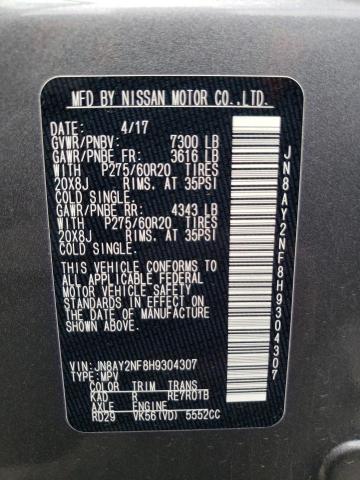 MFD BY NISSAN MOTOR CO.,LTD.
DATE: 4/17
GVWR/PNBV: 7300 LB
GAWR/PNBE FR: 3616 LB
WITH P275/60R20 TIRES
20X8J RIMS. AT 35PSI
COLD SINGLE.
GAWR/PNBE RR: 4343 LB
WITH P275/60R20 TIRES
20X8J RIMS. AT 35PSI
COLD SINGLE.
THIS VEHICLE CONFORMS TO
ALL APPLICABLE FEDERAL
MOTOR VEHICLE SAFETY
STANDARDS IN EFFECT ON
THE DATE OF MANUFACTURE
SHOWN ABOVE.
VIN: JN8AY2NF8H9304307
TYPE: MPV
COLOR TRIM TRANS
KAD R RE7R01B
AXLE ENGINE
RD29 VK56(VD) 5552CC
JN8AY2NF8H9304307